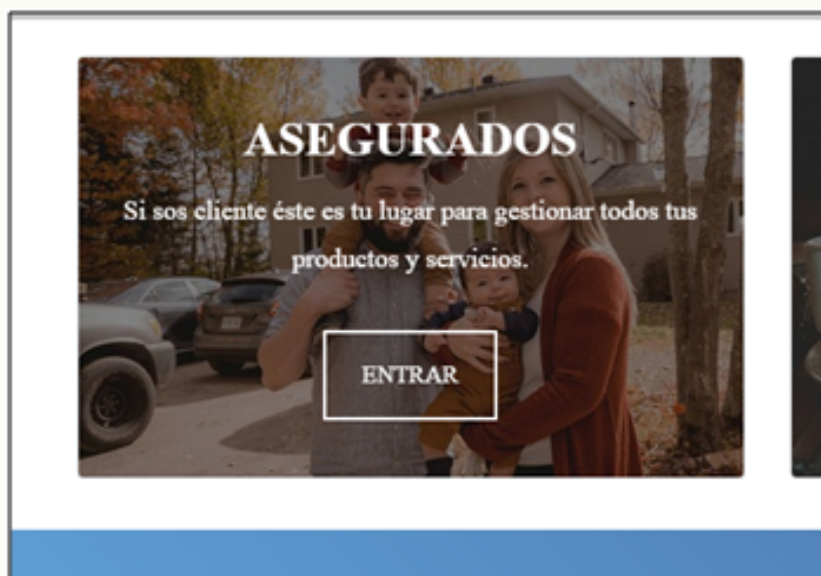 ASEGURADOS
Si sos cliente éste es tu lugar para gestionar todos tus
productos y servicios.
ENTRAR